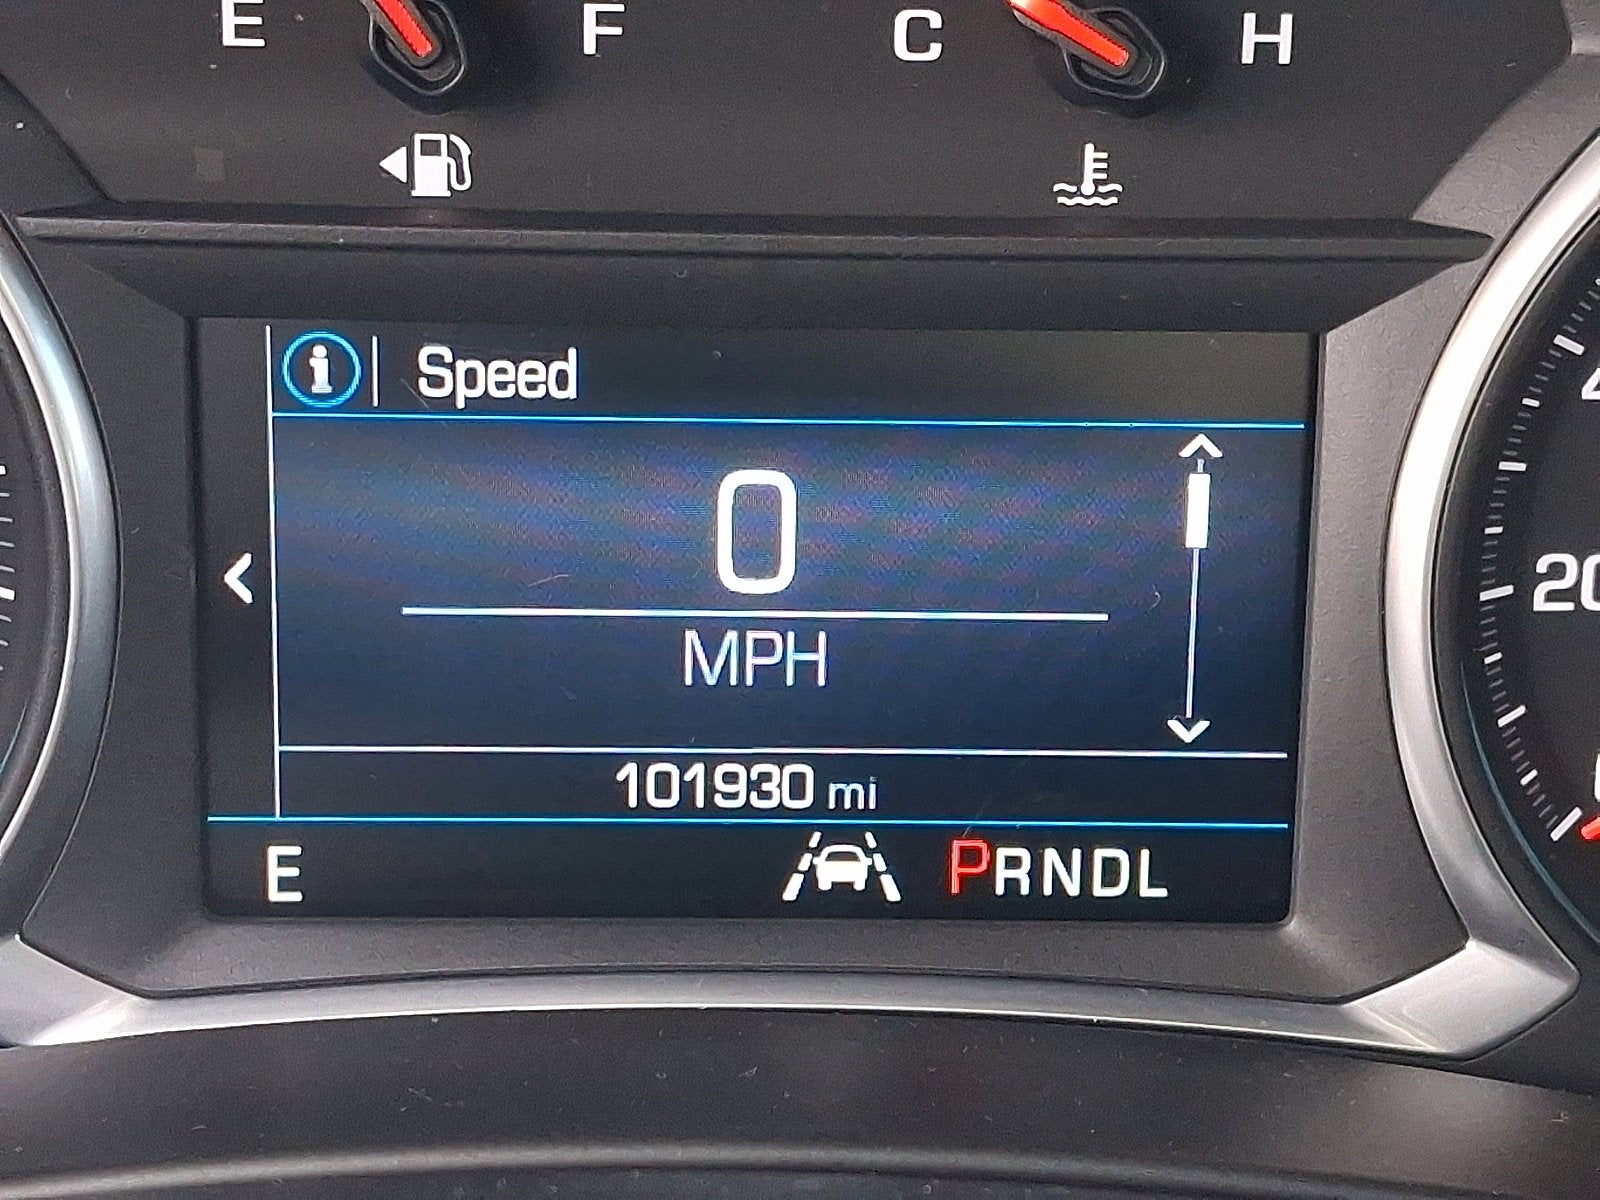 E F C H
Speed
0
MPH
101930 mi
E PRNDL
20